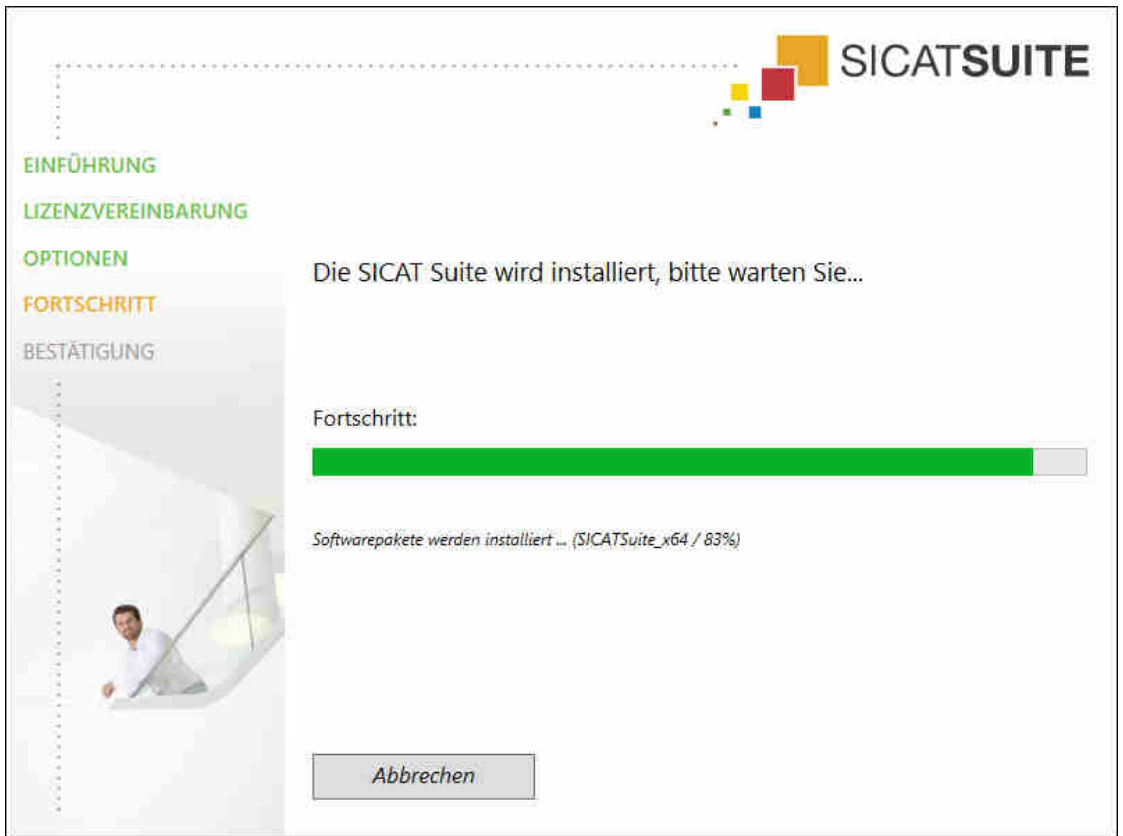 SICATSUITE
EINFÜHRUNG
LIZENZVEREINBARUNG
OPTIONEN
FORTSCHRITT
BESTÄTIGUNG
Die SICAT Suite wird installiert, bitte warten Sie...
Fortschritt:
Softwarepakete werden installiert ... (SICATSuite_x64 / 83%)
Abbrechen